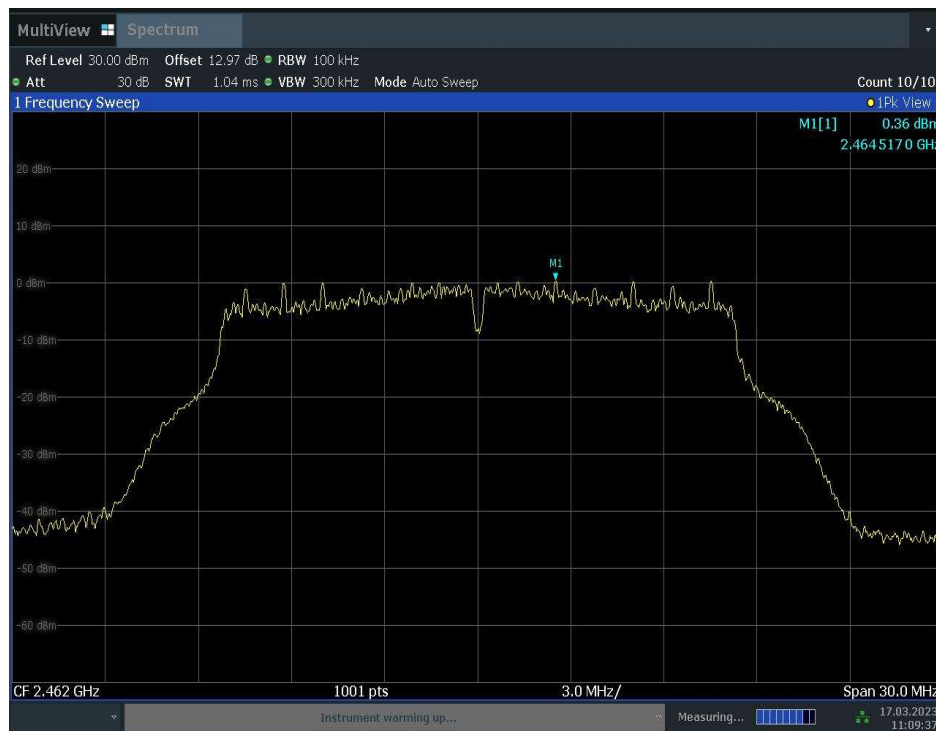 MultiView Spectrum
Ref Level 30.00 dBm Offset 12.97 dB RBW 100 kHz
Att 30 dB SWT 1.04 ms VBW 300 kHz Mode Auto Sweep Count 10/10
1 Frequency Sweep 1Pk View
M1[1] 0.36 dBm
2.4645170 GHz
20 dBm
10 dBm
M1
0 dBm
-10 dBm
-20 dBm
-30 dBm
-40 dBm
-50 dBm
-60 dBm
CF 2.462 GHz 1001 pts 3.0 MHz/ Span 30.0 MHz
Instrument warming up... Measuring... 17.03.2023
11:09:37